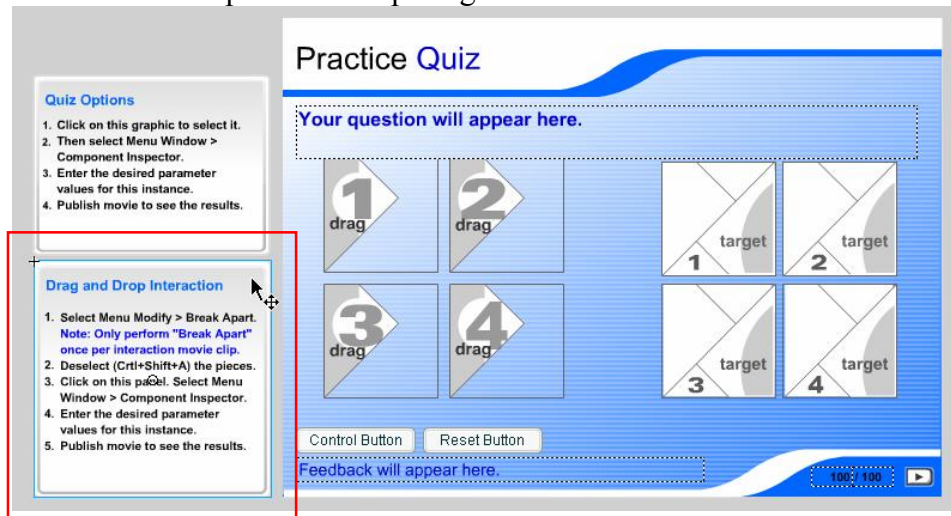 Practice Quiz
Quiz Options
1. Click on this graphic to select it.
2. Then select Menu Window >
Component Inspector.
3. Enter the desired parameter
values for this instance.
4. Publish movie to see the results.
Drag and Drop Interaction
1. Select Menu Modify > Break Apart.
Note: Only perform "Break Apart"
once per interaction movie clip.
2. Deselect (Crtl+Shift+A) the pieces.
3. Click on this panel. Select Menu
Window > Component Inspector.
4. Enter the desired parameter
values for this instance.
5. Publish movie to see the results.
Your question will appear here.
1 drag
2 drag
target 1
target 2
3 drag
4 drag
target 3
target 4
Control Button
Reset Button
Feedback will appear here.
100 / 100